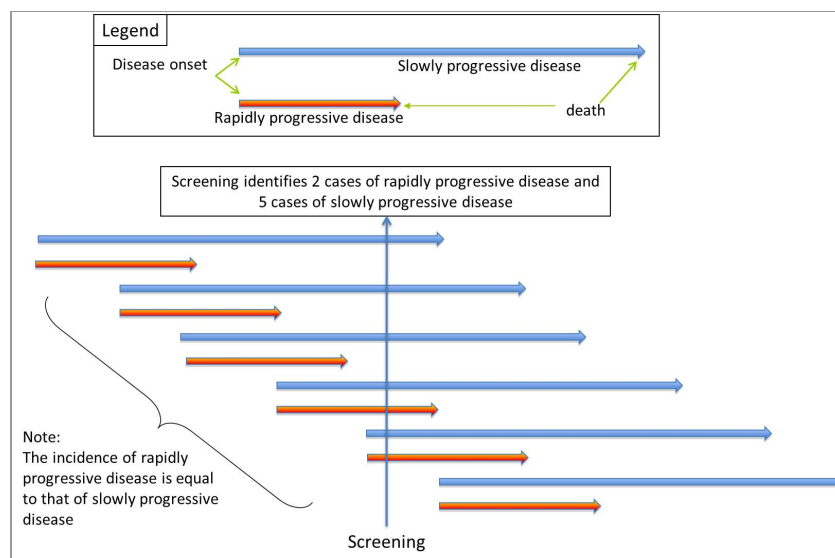 Legend
Disease onset
Slowly progressive disease
Rapidly progressive disease
death
Screening identifies 2 cases of rapidly progressive disease and
5 cases of slowly progressive disease
Note:
The incidence of rapidly
progressive disease is equal
to that of slowly progressive
disease
Screening